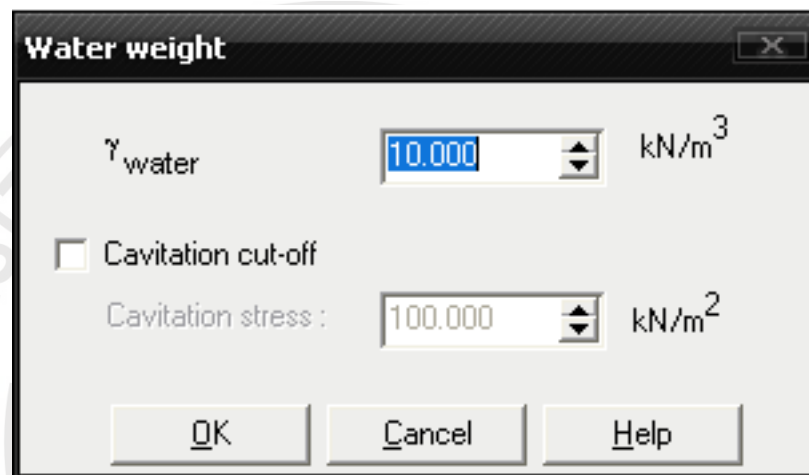 Water weight
γwater 10.000 kN/m³
Cavitation cut-off
Cavitation stress : 100.000 kN/m²
OK Cancel Help